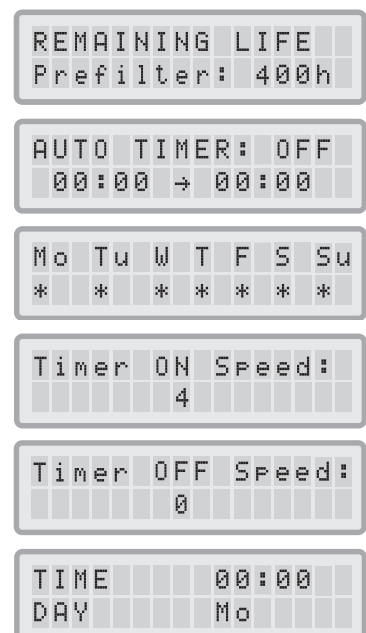 REMAINING LIFE
Prefilter: 400h
AUTO TIMER: OFF
00:00 → 00:00
Mo Tu W T F S Su
* * * * * * *
Timer ON Speed:
4
Timer OFF Speed:
0
TIME 00:00
DAY Mo